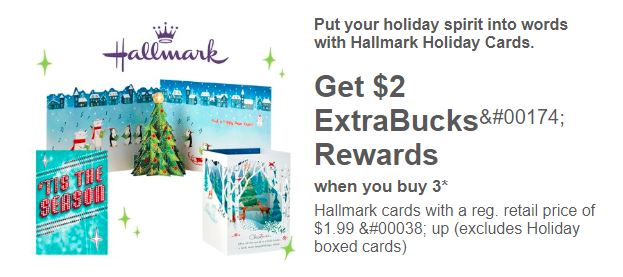 Hallmark
'TIS THE
SEASON
Put your holiday spirit into words
with Hallmark Holiday Cards.
Get $2
ExtraBucks&#00174;
Rewards
when you buy 3*
Hallmark cards with a reg. retail price of
$1.99 &#00038; up (excludes Holiday
boxed cards)